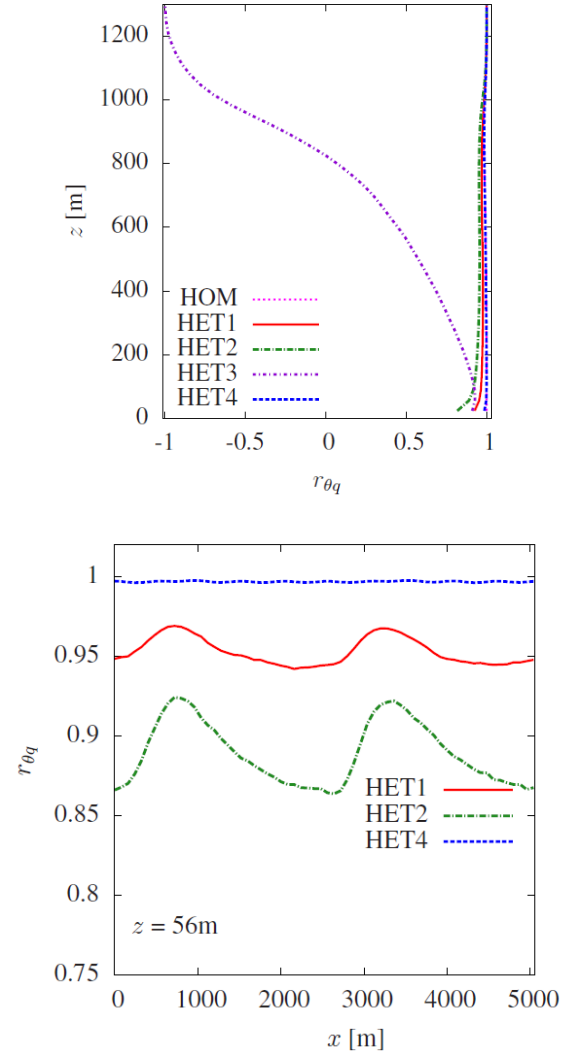 1200
1000
800
600
400
200
0
z [m]
HOM
HET1
HET2
HET3
HET4
-1 -0.5 0 0.5 1
rθq
1
0.95
0.9
0.85
0.8
0.75
rθq
HET1
HET2
HET4
z = 56m
0 1000 2000 3000 4000 5000
x [m]